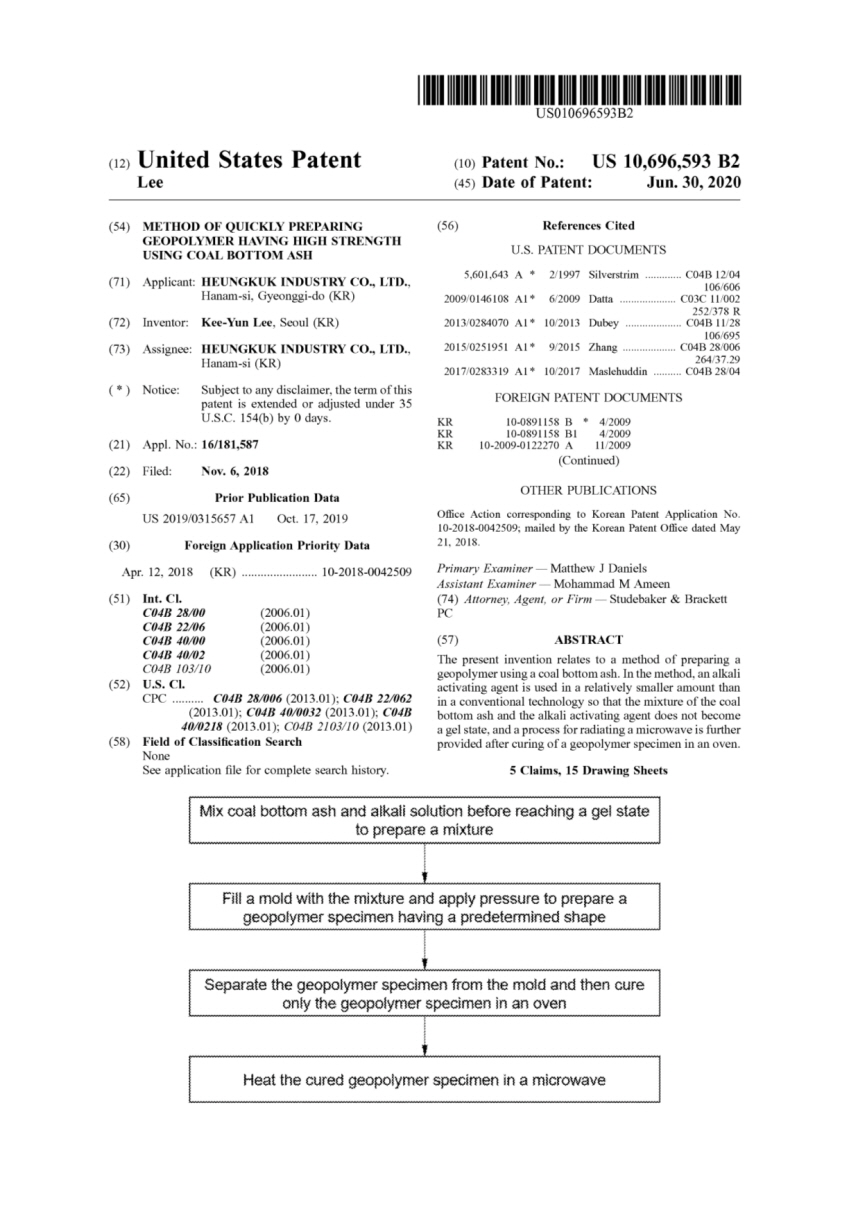 US010696593B2
(12) United States Patent
Lee
(10) Patent No.: US 10,696,593 B2
(45) Date of Patent: Jun. 30, 2020
(54) METHOD OF QUICKLY PREPARING
GEOPOLYMER HAVING HIGH STRENGTH
USING COAL BOTTOM ASH
(71) Applicant: HEUNGKUK INDUSTRY CO., LTD.,
Hanam-si, Gyeonggi-do (KR)
(72) Inventor: Kee-Yun Lee, Seoul (KR)
(73) Assignee: HEUNGKUK INDUSTRY CO., LTD.,
Hanam-si (KR)
( * ) Notice: Subject to any disclaimer, the term of this
patent is extended or adjusted under 35
U.S.C. 154(b) by 0 days.
(21) Appl. No.: 16/181,587
(22) Filed: Nov. 6, 2018
(65) Prior Publication Data
US 2019/0315657 A1 Oct. 17, 2019
(30) Foreign Application Priority Data
Apr. 12, 2018 (KR) ........................ 10-2018-0042509
(51) Int. Cl.
C04B 28/00 (2006.01)
C04B 22/06 (2006.01)
C04B 40/00 (2006.01)
C04B 40/02 (2006.01)
C04B 103/10 (2006.01)
(52) U.S. Cl.
CPC .......... C04B 28/006 (2013.01); C04B 22/062
(2013.01); C04B 40/0032 (2013.01); C04B
40/0218 (2013.01); C04B 2103/10 (2013.01)
(58) Field of Classification Search
None
See application file for complete search history.
(56) References Cited
U.S. PATENT DOCUMENTS
5,601,643 A * 2/1997 Silverstrim ............. C04B 12/04
106/606
2009/0146108 A1* 6/2009 Datta .................... C03C 11/002
252/378 R
2013/0284070 A1* 10/2013 Dubey .................... C04B 11/28
106/695
2015/0251951 A1* 9/2015 Zhang ................... C04B 28/006
264/37.29
2017/0283319 A1* 10/2017 Maslehuddin .......... C04B 28/04
FOREIGN PATENT DOCUMENTS
KR 10-0891158 B * 4/2009
KR 10-0891158 B1 4/2009
KR 10-2009-0122270 A 11/2009
(Continued)
OTHER PUBLICATIONS
Office Action corresponding to Korean Patent Application No.
10-2018-0042509; mailed by the Korean Patent Office dated May
21, 2018.
Primary Examiner — Matthew J Daniels
Assistant Examiner — Mohammad M Ameen
(74) Attorney, Agent, or Firm — Studebaker & Brackett
PC
(57) ABSTRACT
The present invention relates to a method of preparing a
geopolymer using a coal bottom ash. In the method, an alkali
activating agent is used in a relatively smaller amount than
in a conventional technology so that the mixture of the coal
bottom ash and the alkali activating agent does not become
a gel state, and a process for radiating a microwave is further
provided after curing of a geopolymer specimen in an oven.
5 Claims, 15 Drawing Sheets
Mix coal bottom ash and alkali solution before reaching a gel state
to prepare a mixture
Fill a mold with the mixture and apply pressure to prepare a
geopolymer specimen having a predetermined shape
Separate the geopolymer specimen from the mold and then cure
only the geopolymer specimen in an oven
Heat the cured geopolymer specimen in a microwave